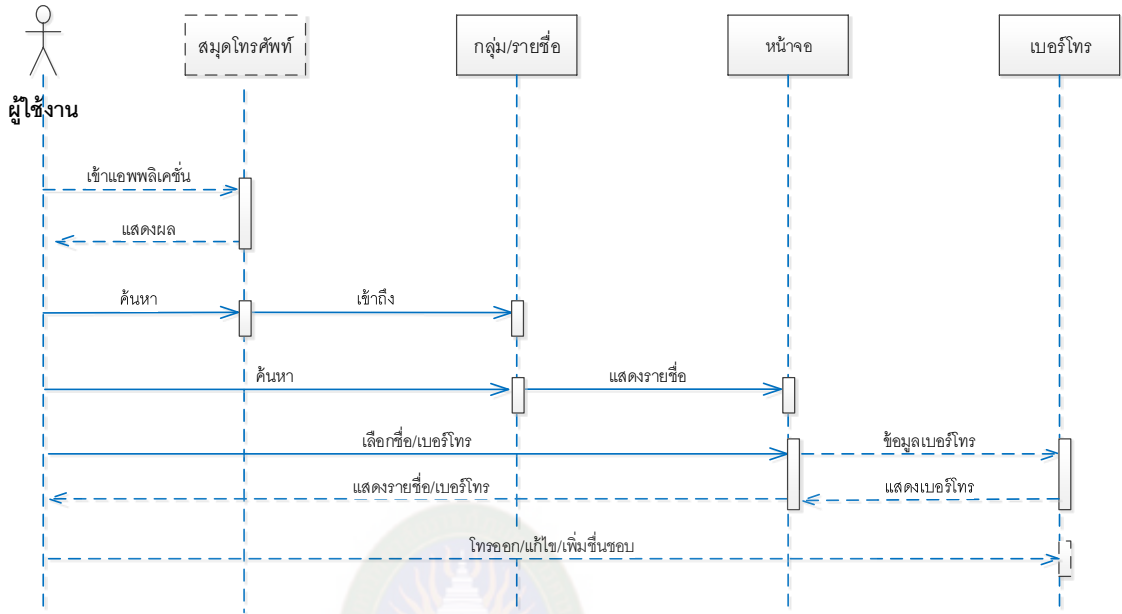 สมุดโทรศัพท์
กลุ่ม/รายชื่อ
หน้าจอ
เบอร์โทร
ผู้ใช้งาน
เข้าแอพพลิเคชั่น
แสดงผล
ค้นหา
เข้าถึง
ค้นหา
แสดงรายชื่อ
เลือกชื่อ/เบอร์โทร
ข้อมูลเบอร์โทร
แสดงรายชื่อ/เบอร์โทร
แสดงเบอร์โทร
โทรออก/แก้ไข/เพิ่มชื่นชอบ